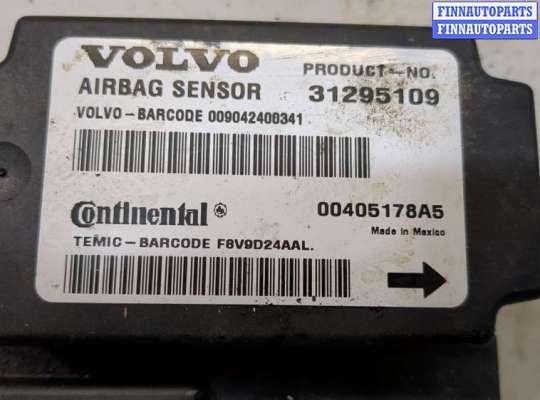 FINNAUTOPARTS
FINNAUTOPARTS
VOLVO
PRODUCT-NO.
AIRBAG SENSOR 31295109
VOLVO-BARCODE 009042400341
Continental 00405178A5
Made in Mexico
TEMIC-BARCODE F8V9D24AAL.